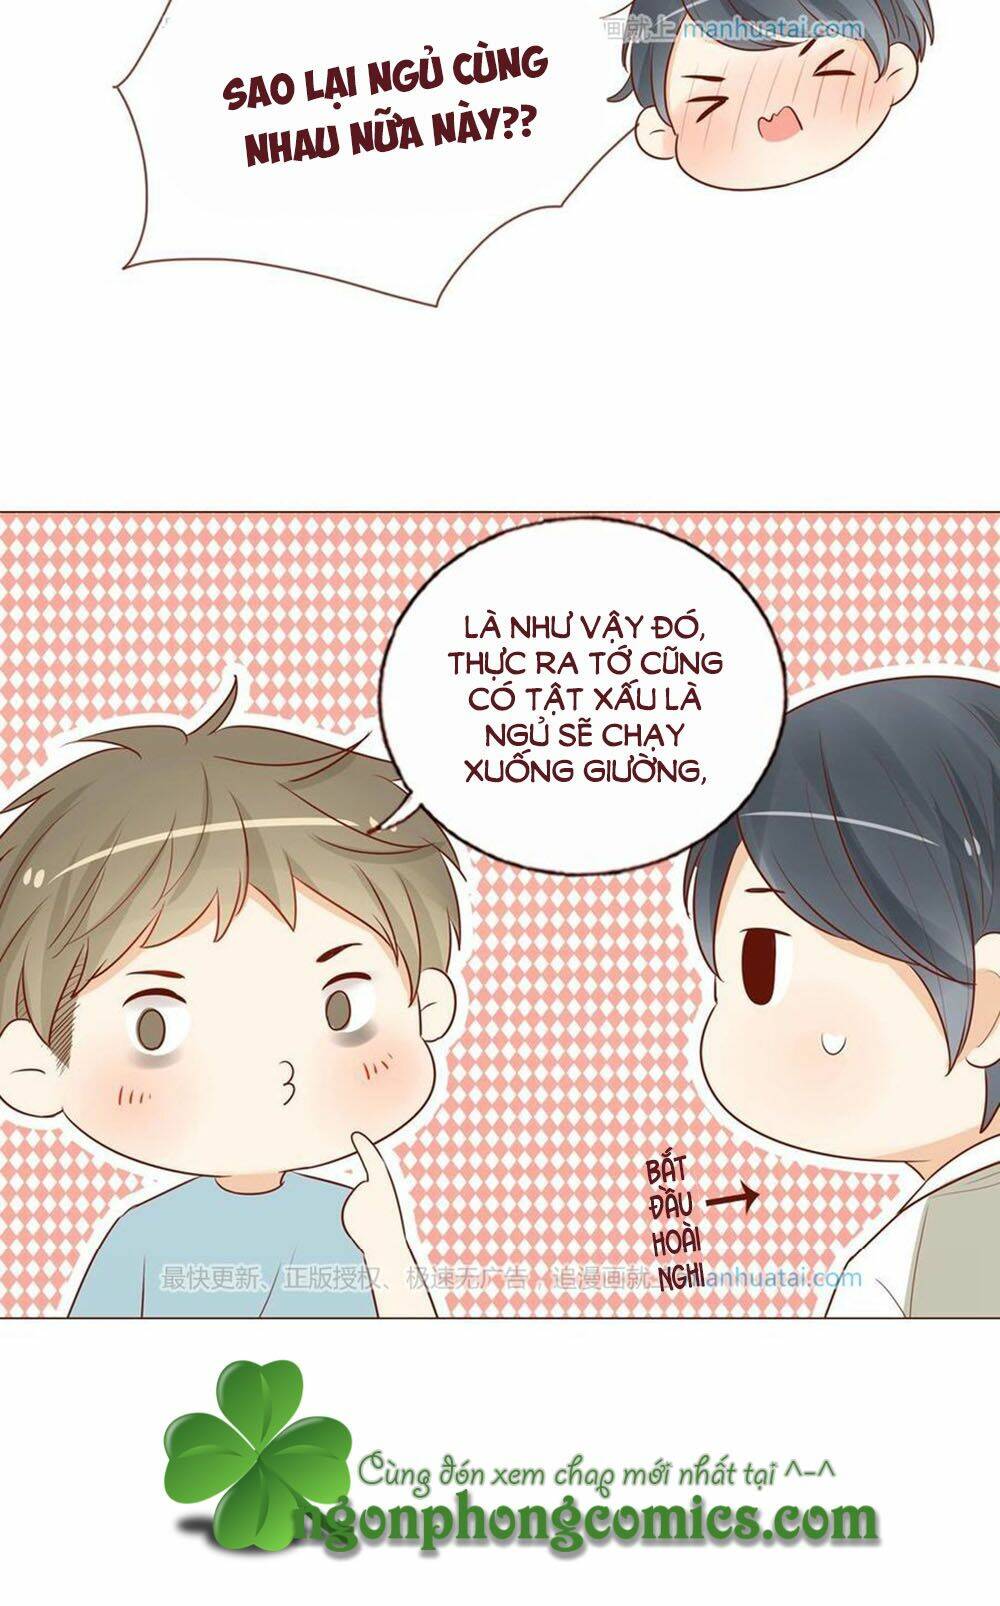 画就上 manhuatai.com
SAO LẠI NGỦ CÙNG
NHAU NỮA NÀY??
LÀ NHƯ VẬY ĐÓ,
THỰC RA TỚ CŨNG
CÓ TẬT XẤU LÀ
NGỦ SẼ CHẠY
XUỐNG GIƯỜNG,
BẮT
ĐẦU
HOÀI
NGHI
最快更新、正版授权、极速无广告,追漫画就上manhuatai.com
Cùng đón xem chap mới nhất tại ^-^
ngonphongcomics.com